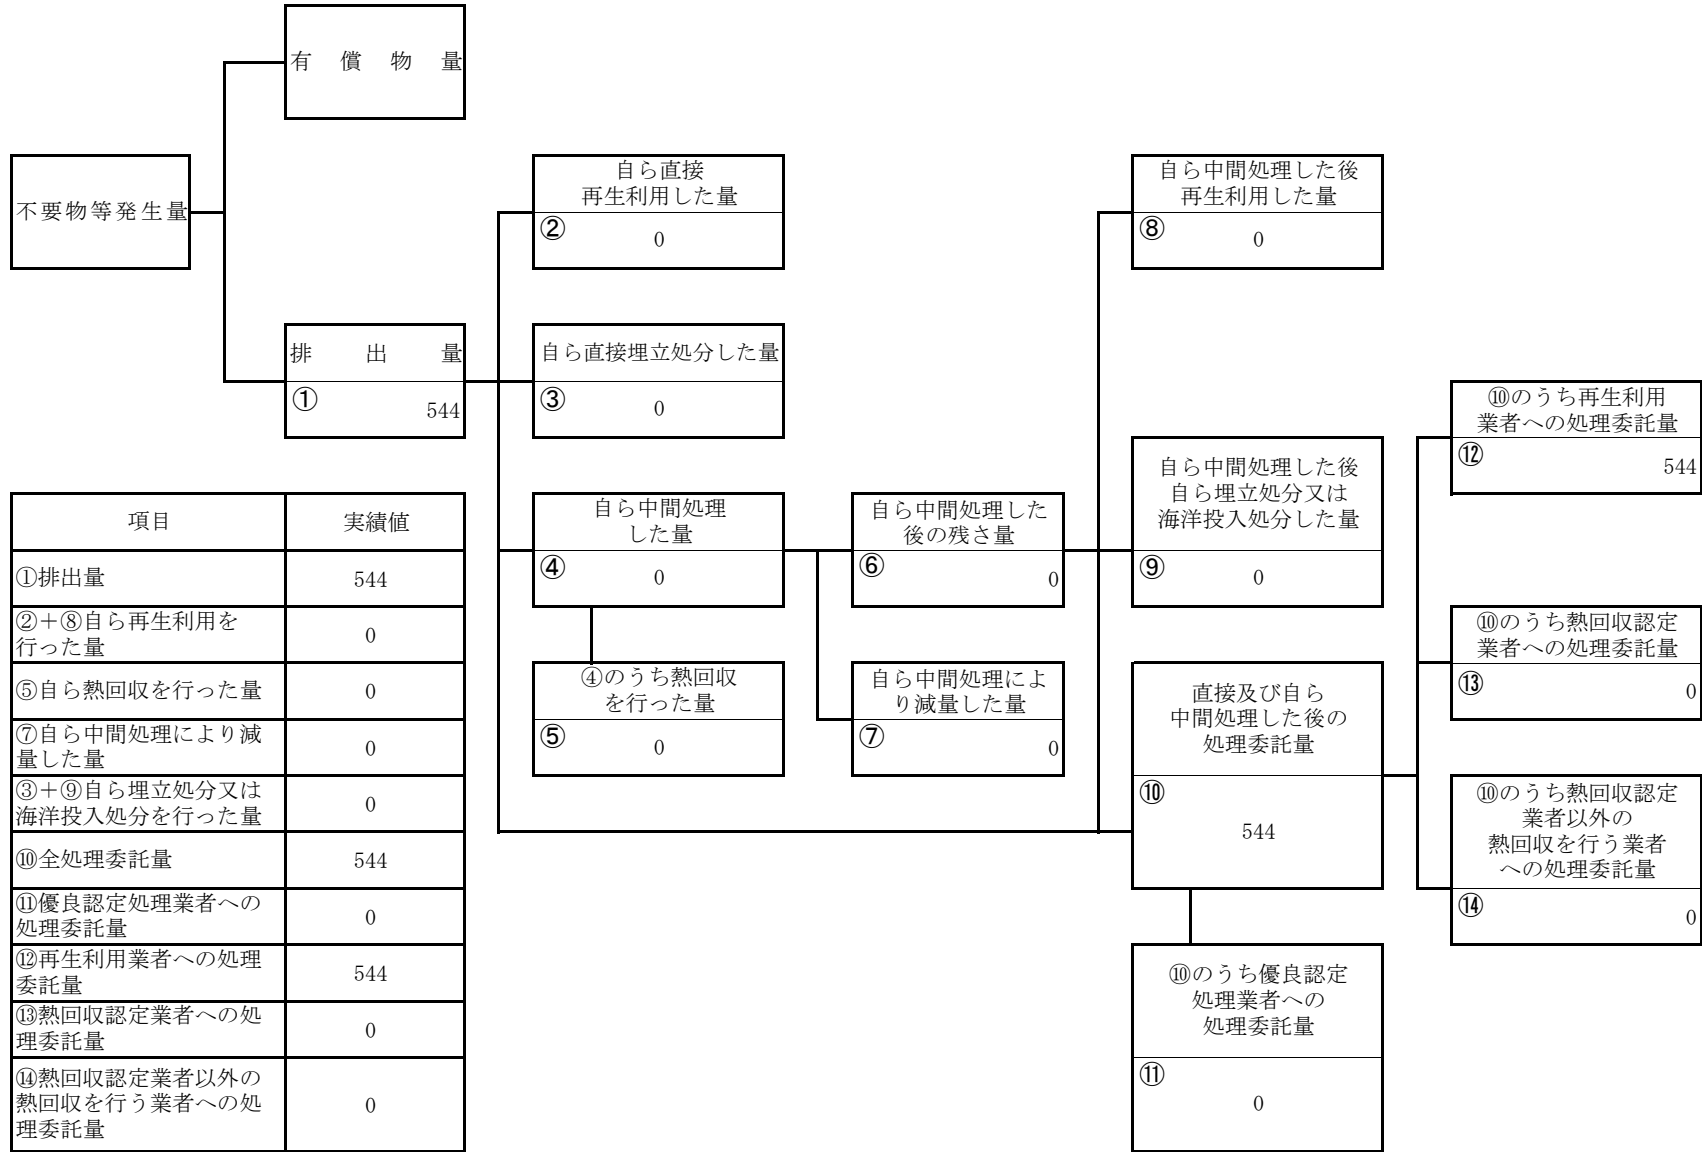 有償物量
不要物等発生量
自ら直接
再生利用した量
②
0
自ら中間処理した後
再生利用した量
⑧
0
排出量
①
544
自ら直接埋立処分した量
③
0
⑩のうち再生利用
業者への処理委託量
⑫
544
自ら中間処理
した量
④
0
自ら中間処理した
後の残さ量
⑥
0
自ら中間処理した後
自ら埋立処分又は
海洋投入処分した量
⑨
0
⑩のうち熱回収認定
業者への処理委託量
⑬
0
④のうち熱回収
を行った量
⑤
0
自ら中間処理によ
り減量した量
⑦
0
直接及び自ら
中間処理した後の
処理委託量
⑩
544
⑩のうち熱回収認定
業者以外の
熱回収を行う業者
への処理委託量
⑭
0
⑩のうち優良認定
処理業者への
処理委託量
⑪
0
項目 実績値
①排出量 544
②+⑧自ら再生利用を
行った量 0
⑤自ら熱回収を行った量 0
⑦自ら中間処理により減
量した量 0
③+⑨自ら埋立処分又は
海洋投入処分を行った量 0
⑩全処理委託量 544
⑪優良認定処理業者への
処理委託量 0
⑫再生利用業者への処理
委託量 544
⑬熱回収認定業者への処
理委託量 0
⑭熱回収認定業者以外の
熱回収を行う業者への処
理委託量 0